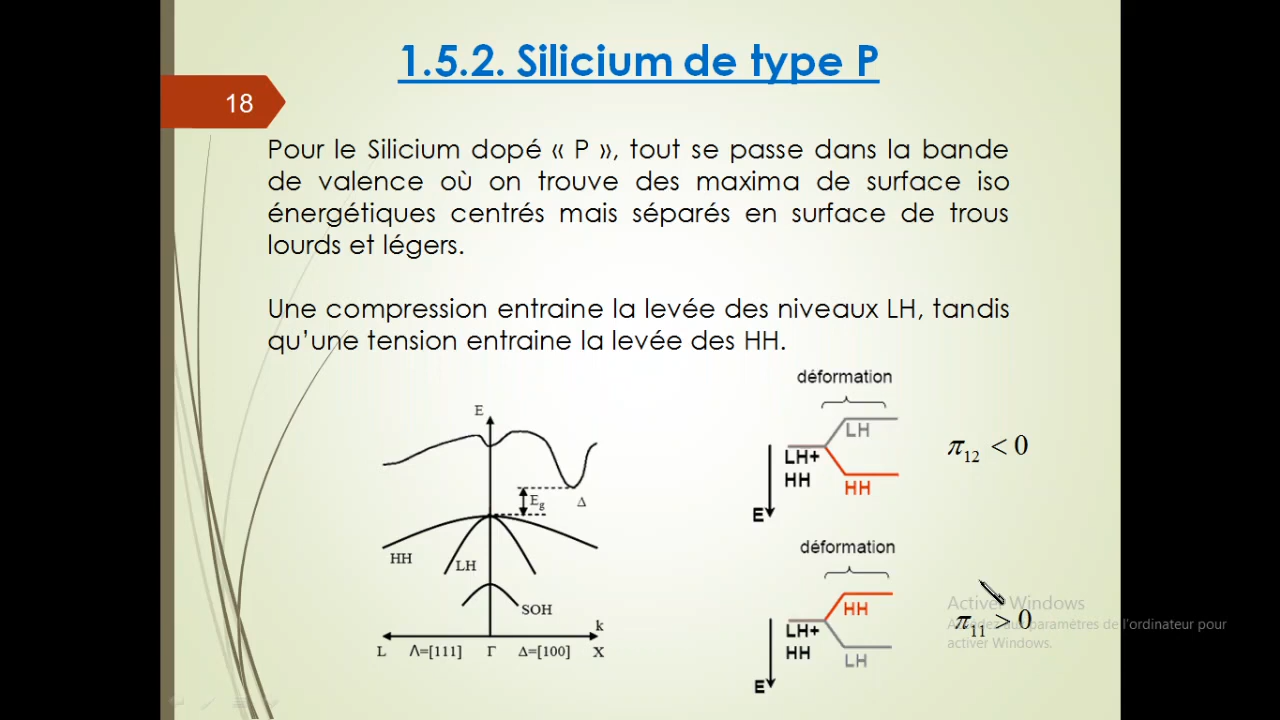 1.5.2. Silicium de type P
18
Pour le Silicium dopé « P », tout se passe dans la bande
de valence où on trouve des maxima de surface iso
énergétiques centrés mais séparés en surface de trous
lourds et légers.
Une compression entraine la levée des niveaux LH, tandis
qu’une tension entraine la levée des HH.
E
Eg
Δ
HH
LH
SOH
k
L Λ=[111] Γ Δ=[100] X
déformation
LH
LH+
HH
HH
E
π12 < 0
déformation
HH
LH+
HH
LH
E
π11 > 0
Activer Windows
Accédez aux paramètres de l'ordinateur pour
activer Windows.